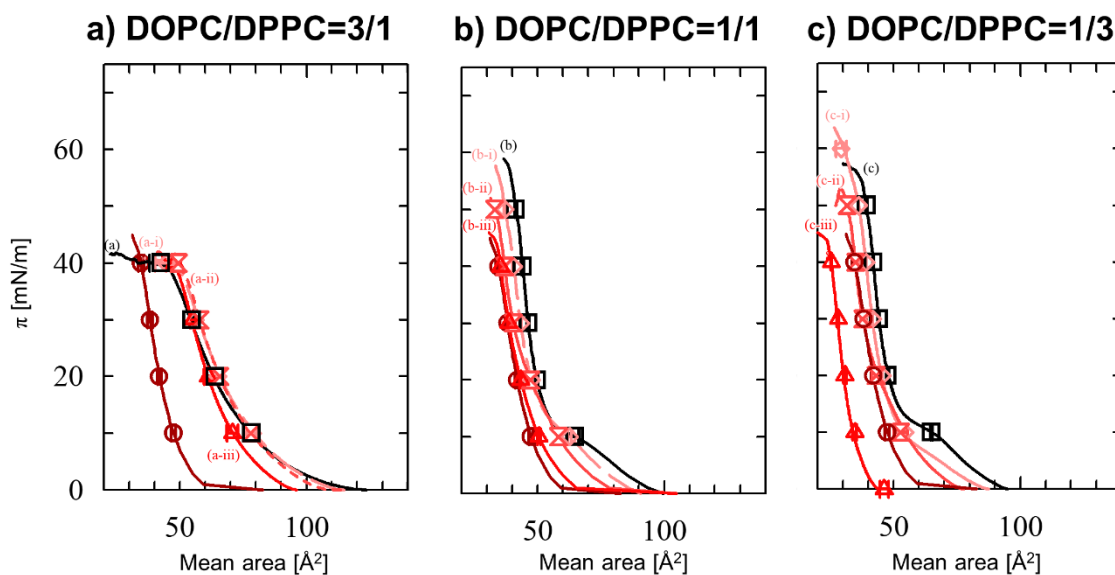 a) DOPC/DPPC=3/1
b) DOPC/DPPC=1/1
c) DOPC/DPPC=1/3
π [mN/m]
60
40
20
0
(a)
(a-i)
(a-ii)
(a-iii)
50
100
Mean area [Å²]
(b)
(b-i)
(b-ii)
(b-iii)
50
100
Mean area [Å²]
(c-i)
(c)
(c-ii)
(c-iii)
50
100
Mean area [Å²]